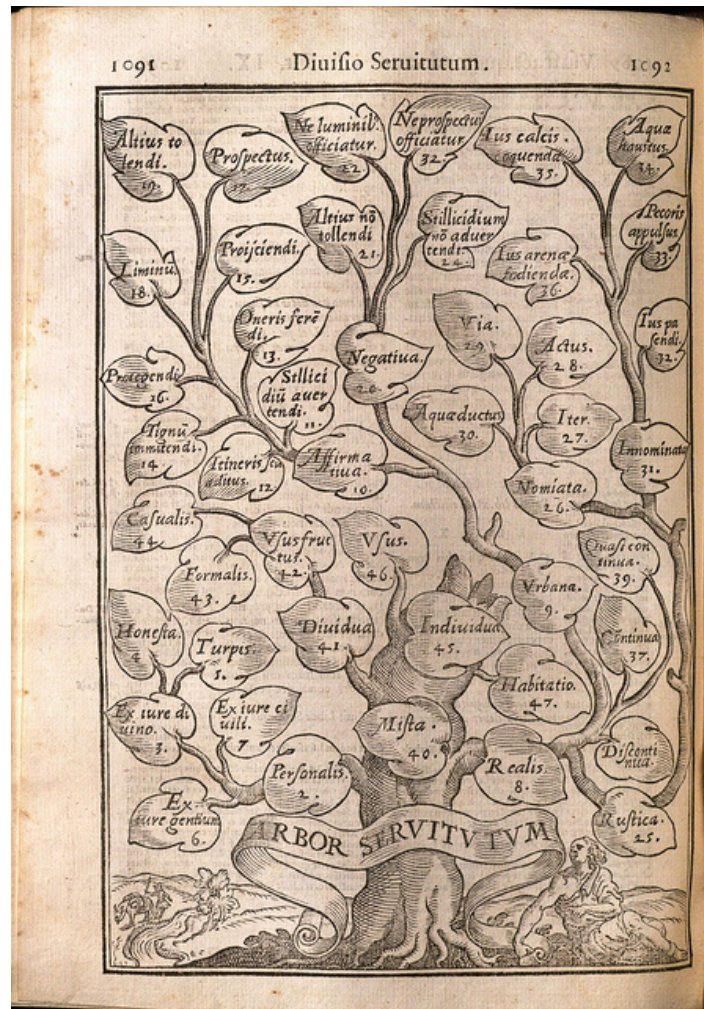 1091
Diuisio Seruitutum.
1092
Altius to
lendi.
19.
Prospectus.
17.
Ne luminib.
officiatur.
22.
Ne prospectui
officiatur.
32.
Ius calcis.
coquendæ
35.
Aquæ
haustus.
34.
Liminū.
18.
Proijciendi.
15.
Altius nō
tollendi
21.
Stillicidium
nō aduer
tendi.
24.
Ius arenæ
fodiendæ.
36.
Pecoris
appulsus.
33.
Oneris ferē
di.
13.
Negatiua.
20.
Via.
29.
Actus.
28.
Ius pa
scendi.
32.
Protegendi
16.
Stllici
diū auer
tendi.
11.
Aquæductus
30.
Iter.
27.
Tignū
immitendi.
14.
Itineris seu
aditus.
12
Affirma
tiua.
10.
Innominata
31.
Nomiata.
26.
Casualis.
44.
Vsusfruc
tus.
42.
Vsus.
46.
Quasi con
tinua.
39.
Formalis.
43.
Vrbana.
9.
Honesta.
4
Turpis.
5.
Diuidua
41.
Indiuidua
45.
Continua
37.
Habitatio.
47.
Ex iure di
uino.
3.
Ex iure ci
uili.
7
Mista.
40.
Disconti
nua.
Personalis.
2.
Realis.
8.
Ex
iure gentium
6.
Rustica.
25.
ARBOR SERVITVTVM